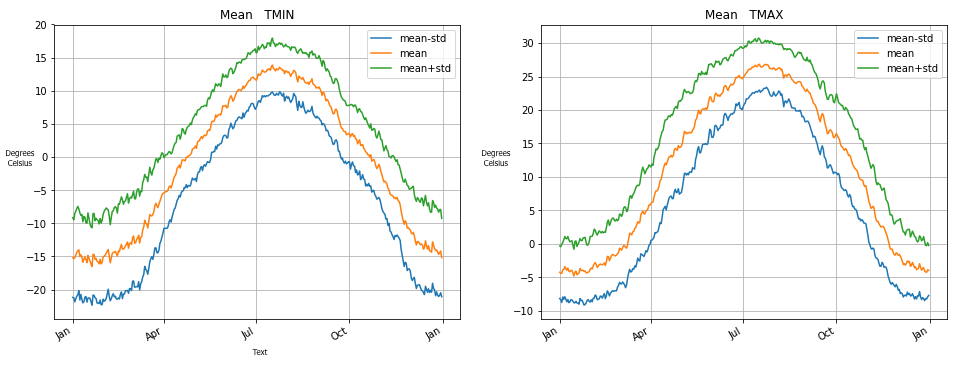 Mean   TMIN
20
15
10
5
0
−5
−10
−15
−20
Degrees
Celsius
mean-std
mean
mean+std
Jan
Apr
Jul
Oct
Jan
Text
Mean   TMAX
30
25
20
15
10
5
0
−5
−10
Degrees
Celsius
mean-std
mean
mean+std
Jan
Apr
Jul
Oct
Jan